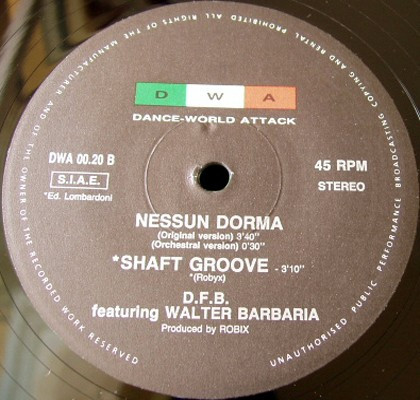 ALL RIGHTS OF THE MANUFACTURER AND OF THE OWNER OF THE RECORDED WORK RESERVED
UNAUTHORISED PUBLIC PERFORMANCE BROADCASTING COPYING AND RENTAL PROHIBITED
D W A
DANCE-WORLD ATTACK
DWA 00.20 B
S.I.A.E.
*Ed. Lombardoni
45 RPM
STEREO
NESSUN DORMA
(Original version) 3'40"
(Orchestral version) 0'30"
*SHAFT GROOVE - 3'10"
*(Robyx)
D.F.B.
featuring WALTER BARBARIA
Produced by ROBIX